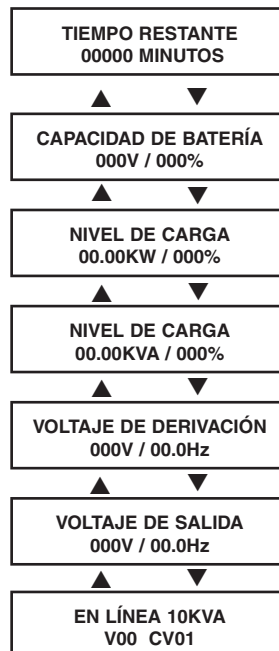 TIEMPO RESTANTE
00000 MINUTOS
CAPACIDAD DE BATERÍA
000V / 000%
NIVEL DE CARGA
00.00KW / 000%
NIVEL DE CARGA
00.00KVA / 000%
VOLTAJE DE DERIVACIÓN
000V / 00.0Hz
VOLTAJE DE SALIDA
000V / 00.0Hz
EN LÍNEA 10KVA
V00 CV01